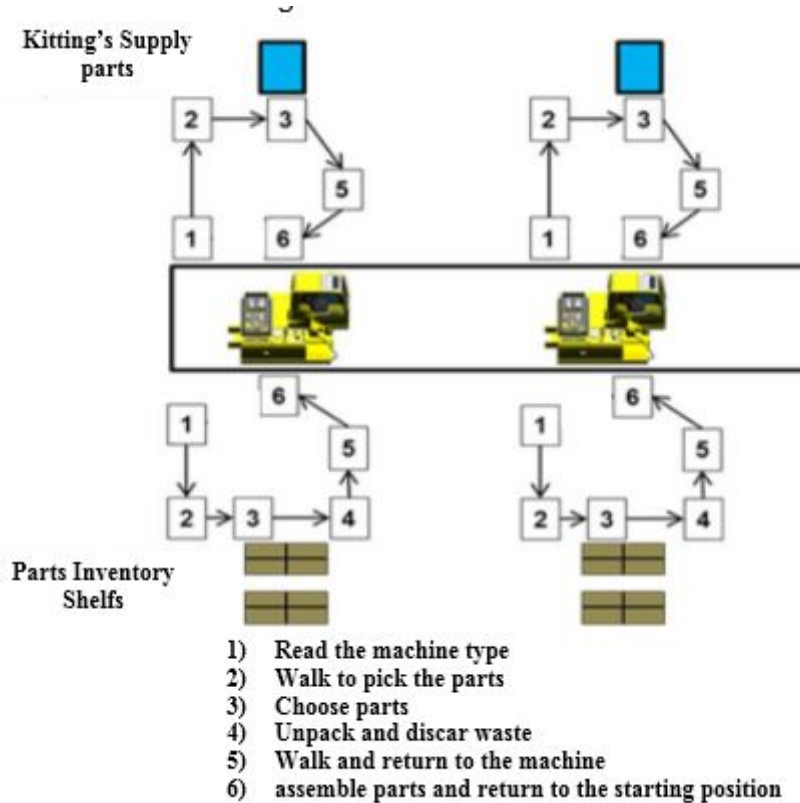 Kitting's Supply
parts
2 3 2 3
5 5
1 6 1 6
6 6
1 1
5 5
2 3 4 2 3 4
Parts Inventory
Shelfs
1) Read the machine type
2) Walk to pick the parts
3) Choose parts
4) Unpack and discar waste
5) Walk and return to the machine
6) assemble parts and return to the starting position